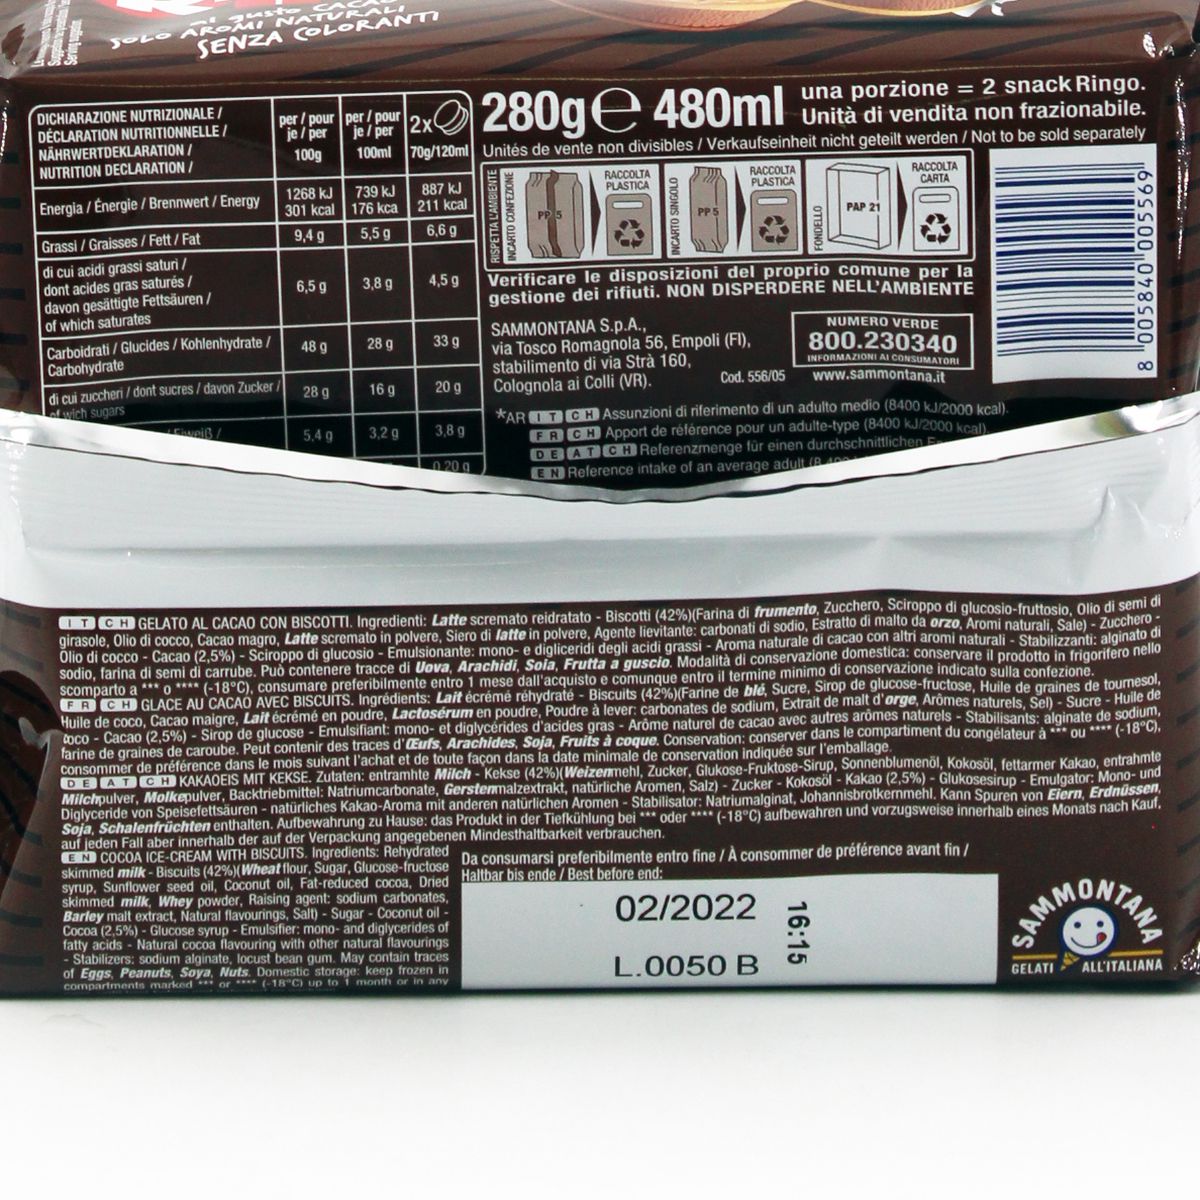 al gusto CACAO
SOLO AROMI NATURALI
SENZA COLORANTI
DICHIARAZIONE NUTRIZIONALE /
DÉCLARATION NUTRITIONNELLE /
NÄHRWERTDEKLARATION /
NUTRITION DECLARATION /
per / pour je / per 100g
per / pour je / per 100ml
2x 70g/120ml
Energia / Énergie / Brennwert / Energy 1268 kJ 301 kcal 739 kJ 176 kca 887 kJ 211 kcal
Grassi / Graisses / Fett / Fat 9,4 g 5,5 g 6,6 g
di cui acidi grassi saturi /
dont acides gras saturés /
davon gesättigte Fettsäuren /
of which saturates
6,5 g 3,8 g 4,5 g
Carboidrati / Glucides / Kohlenhydrate /
Carbohydrate
48 g 28 g 33 g
di cui zuccheri / dont sucres / davon Zucker /
of wich sugars
28 g 16 g 20 g
/ Eiweiß /
5,4 g 3,2 g 3,8 g
0,20 g
280g e 480ml
una porzione = 2 snack Ringo.
Unità di vendita non frazionabile.
Unités de vente non divisibles / Verkaufseinheit nicht geteilt werden / Not to be sold separately
RISPETTA L'AMBIENTE
INCARTO CONFEZIONE
PP 5
RACCOLTA PLASTICA
INCARTO SINGOLO
PP 5
RACCOLTA PLASTICA
FONDELLO
PAP 21
RACCOLTA CARTA
Verificare le disposizioni del proprio comune per la
gestione dei rifiuti. NON DISPERDERE NELL'AMBIENTE
SAMMONTANA S.p.A.,
via Tosco Romagnola 56, Empoli (FI),
stabilimento di via Strà 160,
Colognola ai Colli (VR).
Cod. 556/05
NUMERO VERDE
800.230340
INFORMAZIONI AI CONSUMATORI
www.sammontana.it
8 005840 005569
*AR IT CH Assunzioni di riferimento di un adulto medio (8400 kJ/2000 kcal).
FR CH Apport de référence pour un adulte-type (8400 kJ/2000 kcal).
DE AT CH Referenzmenge für einen durchschnittlichen
EN Reference intake of an average adult
IT CH GELATO AL CACAO CON BISCOTTI. Ingredienti: Latte scremato reidratato - Biscotti (42%)(Farina di frumento, Zucchero, Sciroppo di glucosio-fruttosio, Olio di semi di
girasole, Olio di cocco, Cacao magro, Latte scremato in polvere, Siero di latte in polvere, Agente lievitante: carbonati di sodio, Estratto di malto da orzo, Aromi naturali, Sale) - Zucchero -
Olio di cocco - Cacao (2,5%) - Sciroppo di glucosio - Emulsionante: mono- e digliceridi degli acidi grassi - Aroma naturale di cacao con altri aromi naturali - Stabilizzanti: alginato di
sodio, farina di semi di carrube. Può contenere tracce di Uova, Arachidi, Soia, Frutta a guscio. Modalità di conservazione domestica: conservare il prodotto in frigorifero nello
scomparto a *** o **** (-18°C), consumare preferibilmente entro 1 mese dall'acquisto e comunque entro il termine minimo di conservazione indicato sulla confezione.
FR CH GLACE AU CACAO AVEC BISCUITS. Ingrédients: Lait écrémé réhydraté - Biscuits (42%)(Farine de blé, Sucre, Sirop de glucose-fructose, Huile de graines de tournesol,
Huile de coco, Cacao maigre, Lait écrémé en poudre, Lactosérum en poudre, Poudre à lever: carbonates de sodium, Extrait de malt d'orge, Arômes naturels, Sel) - Sucre - Huile de
coco - Cacao (2,5%) - Sirop de glucose - Emulsifiant: mono- et diglycérides d'acides gras - Arôme naturel de cacao avec autres arômes naturels - Stabilisants: alginate de sodium,
farine de graines de caroube. Peut contenir des traces d'Œufs, Arachides, Soja, Fruits à coque. Conservation: conserver dans le compartiment du congélateur à *** ou **** (-18°C),
consommer de préférence dans le mois suivant l'achat et de toute façon dans la date minimale de conservation indiquée sur l'emballage.
DE AT CH KAKAOEIS MIT KEKSE. Zutaten: entrahmte Milch - Kekse (42%)(Weizenmehl, Zucker, Glukose-Fruktose-Sirup, Sonnenblumenöl, Kokosöl, fettarmer Kakao, entrahmte
Milchpulver, Molkepulver, Backtriebmittel: Natriumcarbonate, Gerstenmalzextrakt, natürliche Aromen, Salz) - Zucker - Kokosöl - Kakao (2,5%) - Glukosesirup - Emulgator: Mono- und
Diglyceride von Speisefettsäuren - natürliches Kakao-Aroma mit anderen natürlichen Aromen - Stabilisator: Natriumalginat, Johannisbrotkernmehl. Kann Spuren von Eiern, Erdnüssen,
Soja, Schalenfrüchten enthalten. Aufbewahrung zu Hause: das Produkt in der Tiefkühlung bei *** oder **** (-18°C) aufbewahren und vorzugsweise innerhalb eines Monats nach Kauf,
auf jeden Fall aber innerhalb der auf der Verpackung angegebenen Mindesthaltbarkeit verbrauchen.
EN COCOA ICE-CREAM WITH BISCUITS. Ingredients: Rehydrated
skimmed milk - Biscuits (42%)(Wheat flour, Sugar, Glucose-fructose
syrup, Sunflower seed oil, Coconut oil, Fat-reduced cocoa, Dried
skimmed milk, Whey powder, Raising agent: sodium carbonates,
Barley malt extract, Natural flavourings, Salt) - Sugar - Coconut oil -
Cocoa (2,5%) - Glucose syrup - Emulsifier: mono- and diglycerides of
fatty acids - Natural cocoa flavouring with other natural flavourings
- Stabilizers: sodium alginate, locust bean gum. May contain traces
of Eggs, Peanuts, Soya, Nuts. Domestic storage: keep frozen in
compartments marked *** or **** (-18°C) up to 1 month or in any
Da consumarsi preferibilmente entro fine / À consommer de préférence avant fin /
Haltbar bis ende / Best before end:
02/2022
16:15
L.0050 B
SAMMONTANA
GELATI ALL'ITALIANA